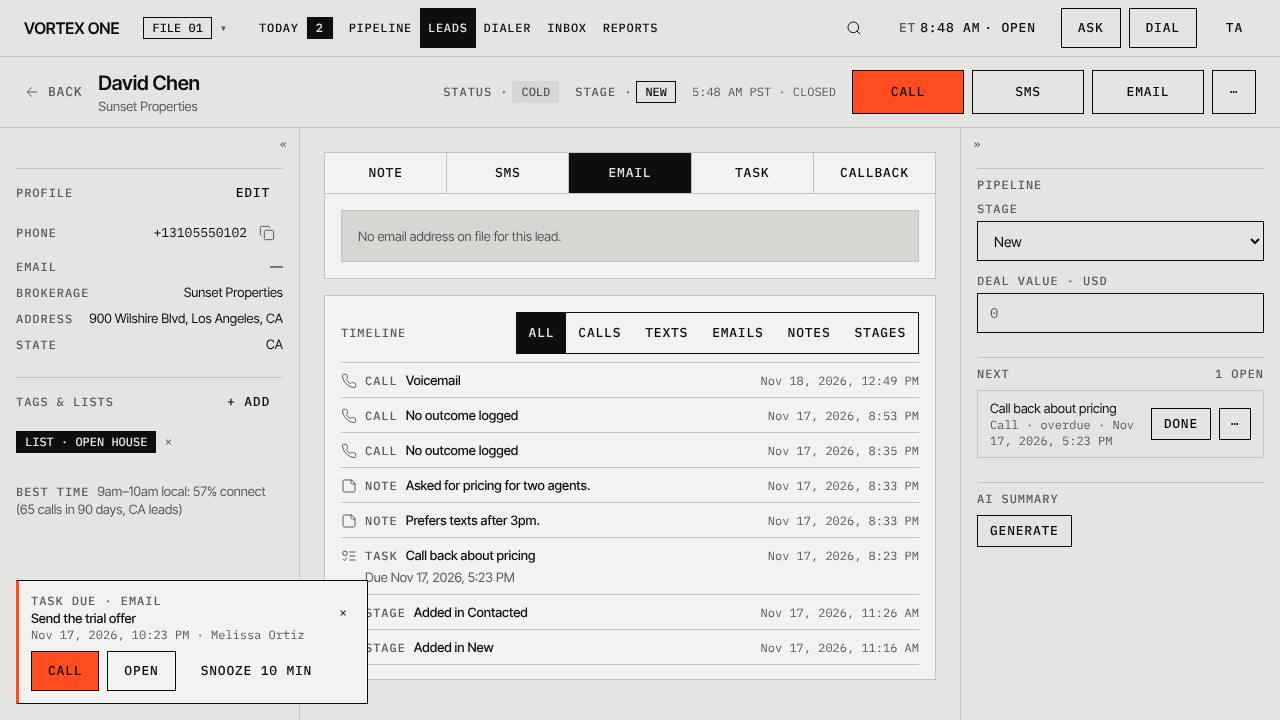 VORTEX ONE FILE 01 ▾ TODAY 2 PIPELINE LEADS DIALER INBOX REPORTS ET 8:48 AM · OPEN ASK DIAL TA
← BACK David Chen
Sunset Properties
STATUS · COLD STAGE · NEW 5:48 AM PST · CLOSED CALL SMS EMAIL ⋯
«
PROFILE EDIT
PHONE +13105550102
EMAIL —
BROKERAGE Sunset Properties
ADDRESS 900 Wilshire Blvd, Los Angeles, CA
STATE CA
TAGS & LISTS + ADD
LIST · OPEN HOUSE ×
BEST TIME 9am–10am local: 57% connect
(65 calls in 90 days, CA leads)
TASK DUE · EMAIL ×
Send the trial offer
Nov 17, 2026, 10:23 PM · Melissa Ortiz
CALL OPEN SNOOZE 10 MIN
NOTE SMS EMAIL TASK CALLBACK
No email address on file for this lead.
TIMELINE ALL CALLS TEXTS EMAILS NOTES STAGES
CALL Voicemail Nov 18, 2026, 12:49 PM
CALL No outcome logged Nov 17, 2026, 8:53 PM
CALL No outcome logged Nov 17, 2026, 8:35 PM
NOTE Asked for pricing for two agents. Nov 17, 2026, 8:33 PM
NOTE Prefers texts after 3pm. Nov 17, 2026, 8:33 PM
TASK Call back about pricing Nov 17, 2026, 8:23 PM
Due Nov 17, 2026, 5:23 PM
STAGE Added in Contacted Nov 17, 2026, 11:26 AM
STAGE Added in New Nov 17, 2026, 11:16 AM
»
PIPELINE
STAGE
New
DEAL VALUE · USD
0
NEXT 1 OPEN
Call back about pricing
Call · overdue · Nov
17, 2026, 5:23 PM
DONE ⋯
AI SUMMARY
GENERATE